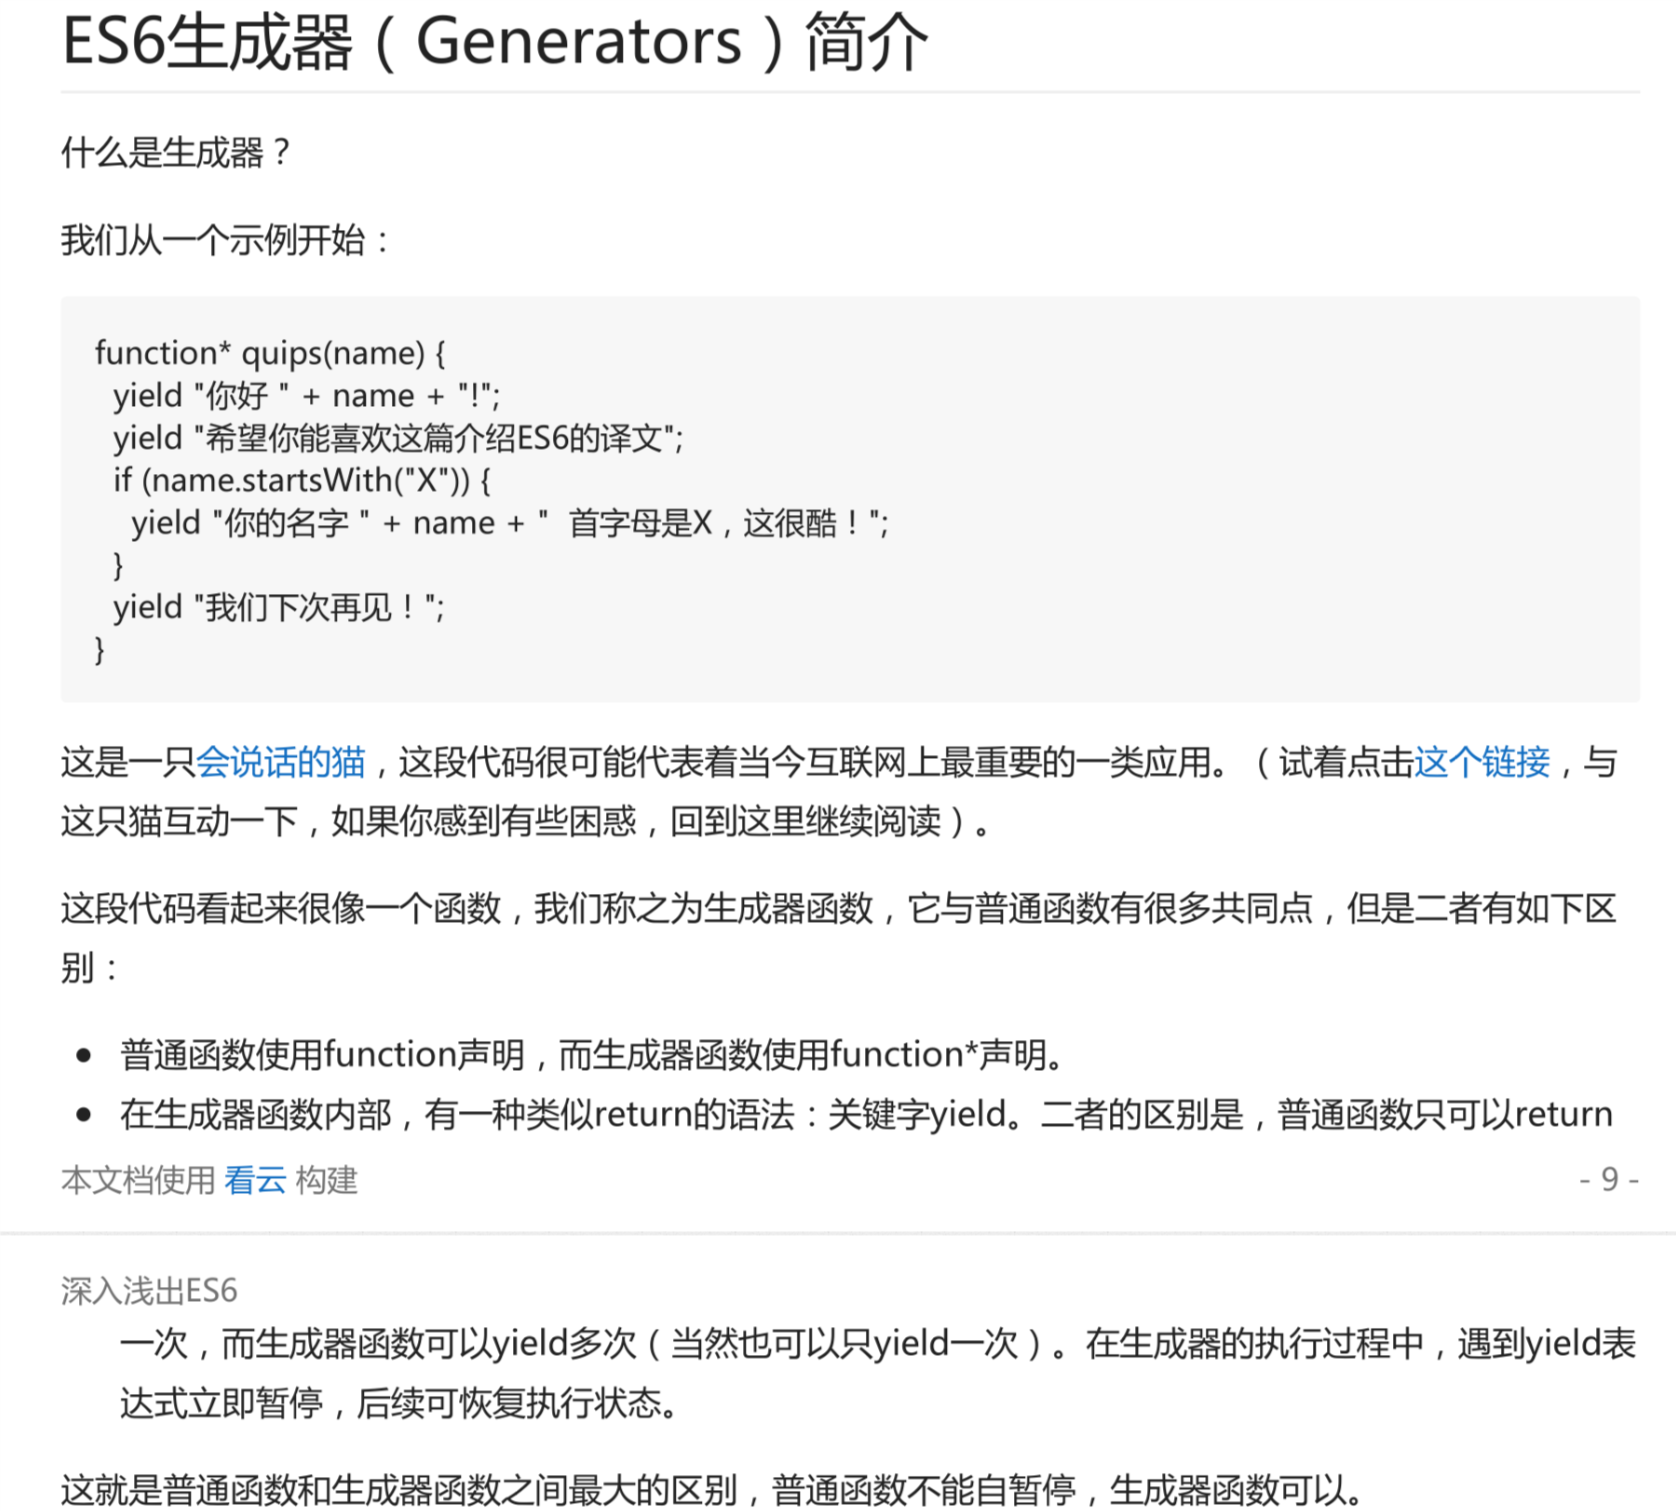 ES6生成器（Generators）简介
什么是生成器？
我们从一个示例开始：
function* quips(name) {
  yield "你好 " + name + "!";
  yield "希望你能喜欢这篇介绍ES6的译文";
  if (name.startsWith("X")) {
    yield "你的名字 " + name + "  首字母是X，这很酷！";
  }
  yield "我们下次再见！";
}
这是一只会说话的猫，这段代码很可能代表着当今互联网上最重要的一类应用。（试着点击这个链接，与
这只猫互动一下，如果你感到有些困惑，回到这里继续阅读）。
这段代码看起来很像一个函数，我们称之为生成器函数，它与普通函数有很多共同点，但是二者有如下区
别：
• 普通函数使用function声明，而生成器函数使用function*声明。
• 在生成器函数内部，有一种类似return的语法：关键字yield。二者的区别是，普通函数只可以return
本文档使用 看云 构建 - 9 -
深入浅出ES6
一次，而生成器函数可以yield多次（当然也可以只yield一次）。在生成器的执行过程中，遇到yield表
达式立即暂停，后续可恢复执行状态。
这就是普通函数和生成器函数之间最大的区别，普通函数不能自暂停，生成器函数可以。